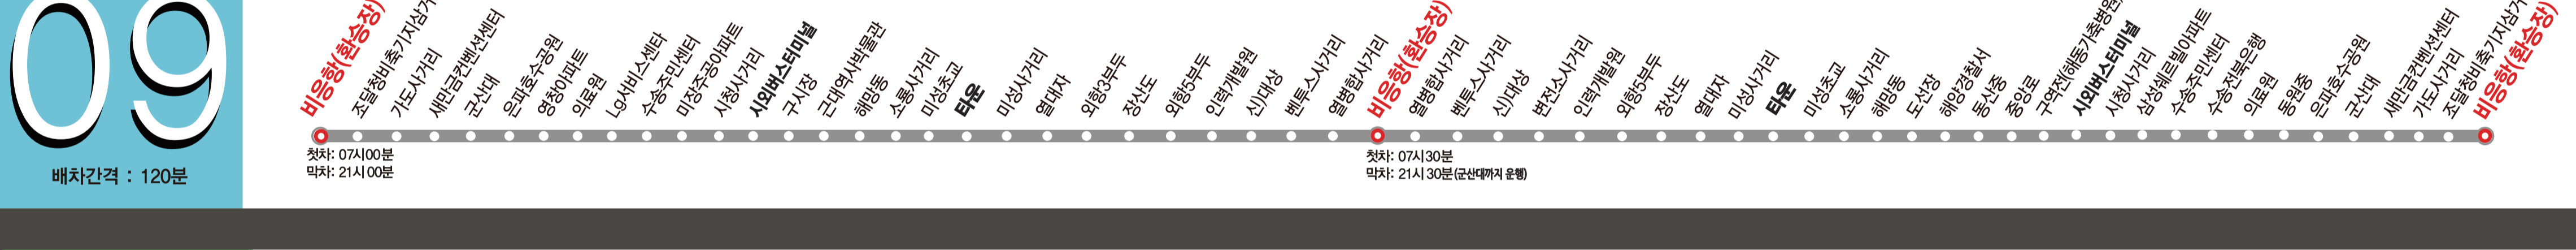 09
배차간격 : 120분
비응항(환승장)
조달청비축기지삼거
가도사거리
새만금컨벤션센터
군산대
은파호수공원
영창아파트
의료원
Lg서비스센타
수송주민센터
미장주공아파트
시청사거리
시외버스터미널
구시장
근대역사박물관
해망동
소룡사거리
미성초교
타운
미성사거리
열대자
외항3부두
장산도
외항5부두
인력개발원
신)대상
벤투스사거리
열병합사거리
비응항(환승장)
열병합사거리
벤투스사거리
신)대상
변전소사거리
인력개발원
외항5부두
장산도
열대자
미성사거리
타운
미성초교
소룡사거리
해망동
도선장
해양경찰서
동신중
중앙로
구역전(해동가축병원
시외버스터미널
시청사거리
삼성쉐르빌아파트
수송주민센터
수송전북은행
의료원
동원중
은파호수공원
군산대
새만금컨벤션센터
가도사거리
조달청비축기지삼거
비응항(환승장)
첫차: 07시00분
막차: 21시 00분
첫차: 07시 30분
막차: 21시 30분(군산대까지 운행)